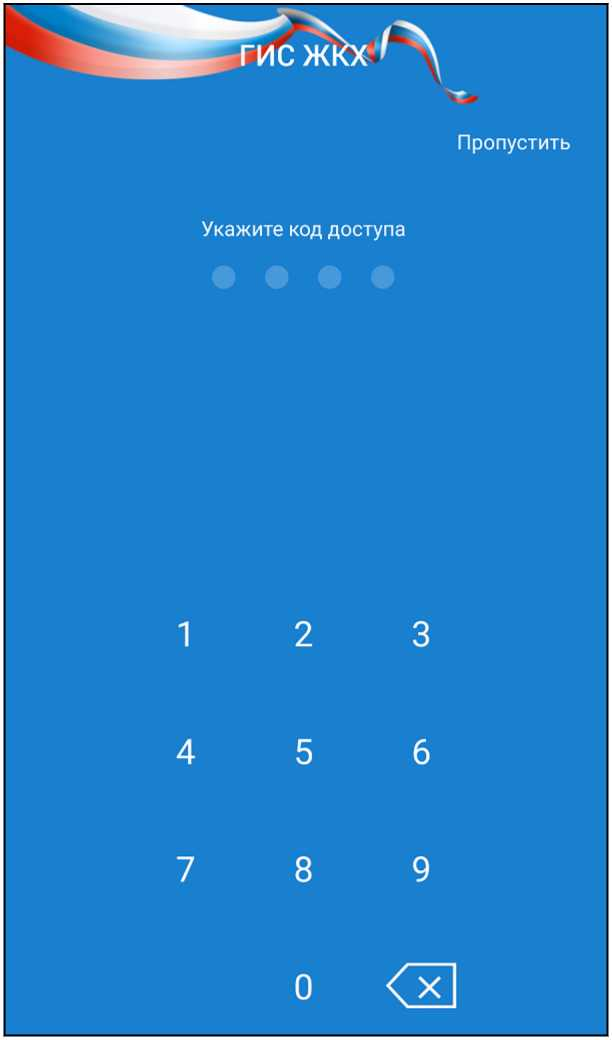 ГИС ЖКХ
Пропустить
Укажите код доступа
1 2 3
4 5 6
7 8 9
0